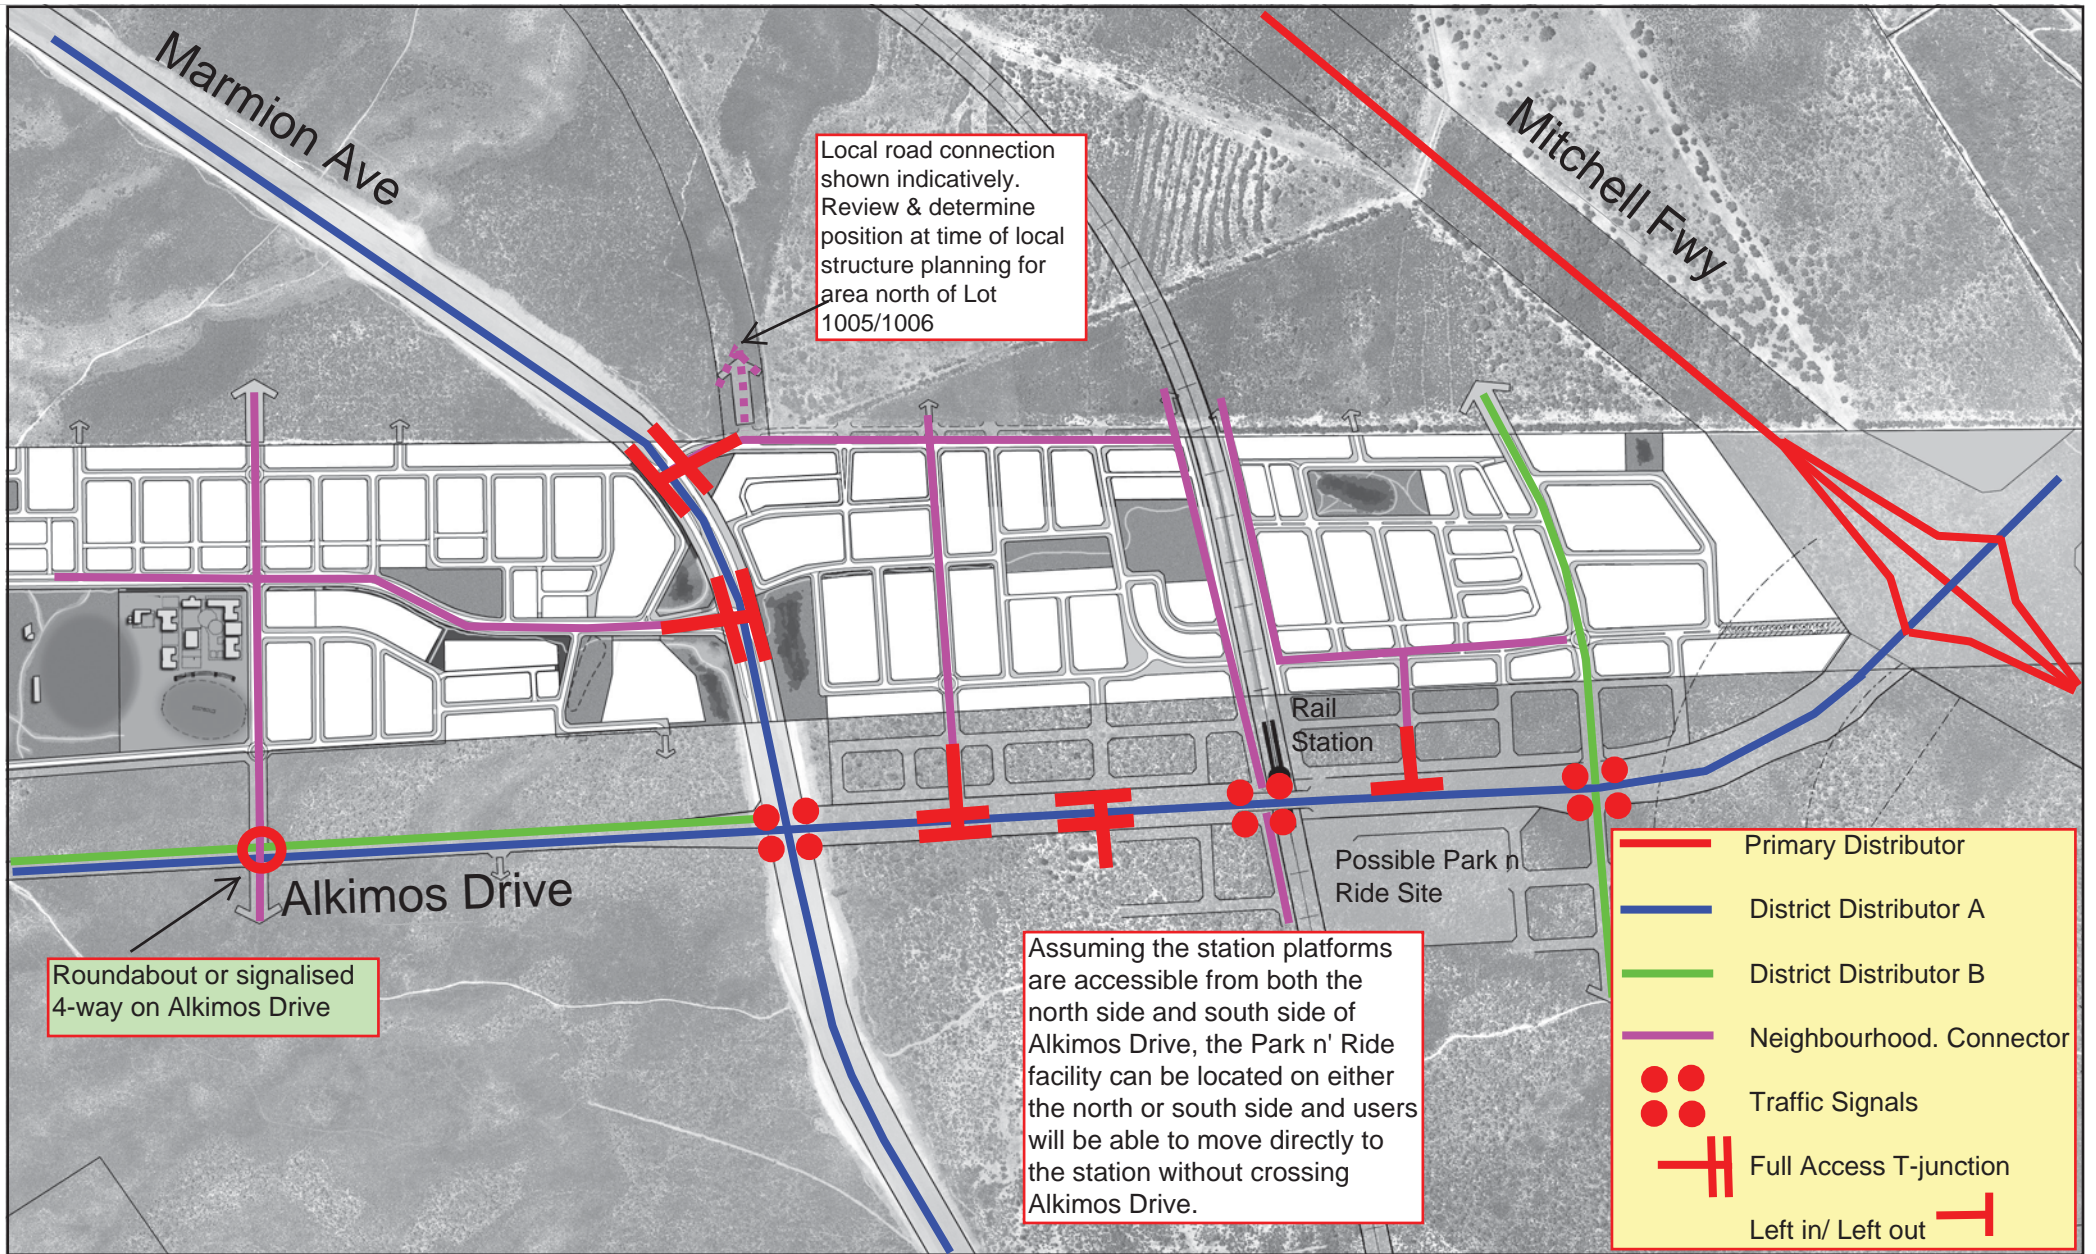 Marmion Ave
Mitchell Fwy
Local road connection
shown indicatively.
Review & determine
position at time of local
structure planning for
area north of Lot
1005/1006
Rail
Station
Possible Park n
Ride Site
Alkimos Drive
Roundabout or signalised
4-way on Alkimos Drive
Assuming the station platforms
are accessible from both the
north side and south side of
Alkimos Drive, the Park n' Ride
facility can be located on either
the north or south side and users
will be able to move directly to
the station without crossing
Alkimos Drive.
Primary Distributor
District Distributor A
District Distributor B
Neighbourhood. Connector
Traffic Signals
Full Access T-junction
Left in/ Left out